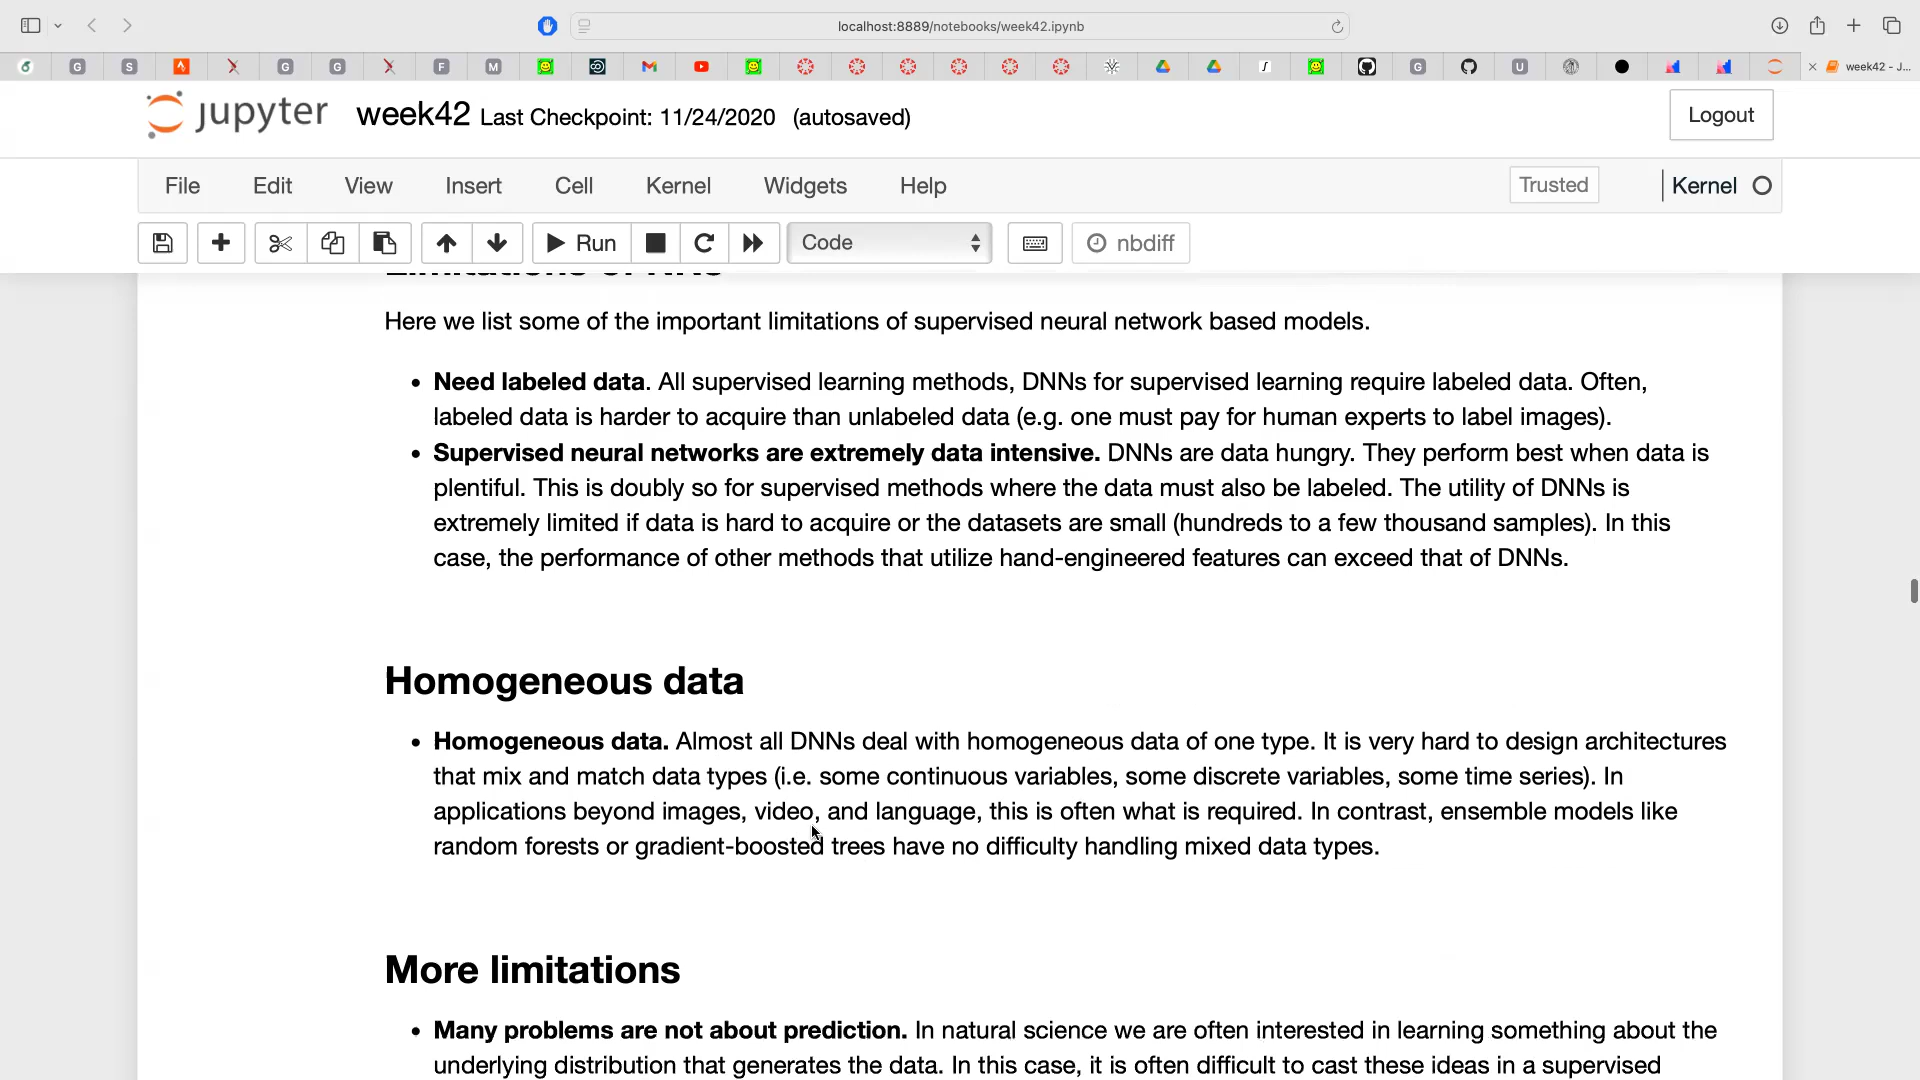 localhost:8889/notebooks/week42.ipynb
week42 - J...
jupyter week42 Last Checkpoint: 11/24/2020 (autosaved)
Logout
File Edit View Insert Cell Kernel Widgets Help Trusted Kernel
Run Code nbdiff
Limitations of NNs
Here we list some of the important limitations of supervised neural network based models.
• Need labeled data. All supervised learning methods, DNNs for supervised learning require labeled data. Often,
labeled data is harder to acquire than unlabeled data (e.g. one must pay for human experts to label images).
• Supervised neural networks are extremely data intensive. DNNs are data hungry. They perform best when data is
plentiful. This is doubly so for supervised methods where the data must also be labeled. The utility of DNNs is
extremely limited if data is hard to acquire or the datasets are small (hundreds to a few thousand samples). In this
case, the performance of other methods that utilize hand-engineered features can exceed that of DNNs.
Homogeneous data
• Homogeneous data. Almost all DNNs deal with homogeneous data of one type. It is very hard to design architectures
that mix and match data types (i.e. some continuous variables, some discrete variables, some time series). In
applications beyond images, video, and language, this is often what is required. In contrast, ensemble models like
random forests or gradient-boosted trees have no difficulty handling mixed data types.
More limitations
• Many problems are not about prediction. In natural science we are often interested in learning something about the
underlying distribution that generates the data. In this case, it is often difficult to cast these ideas in a supervised